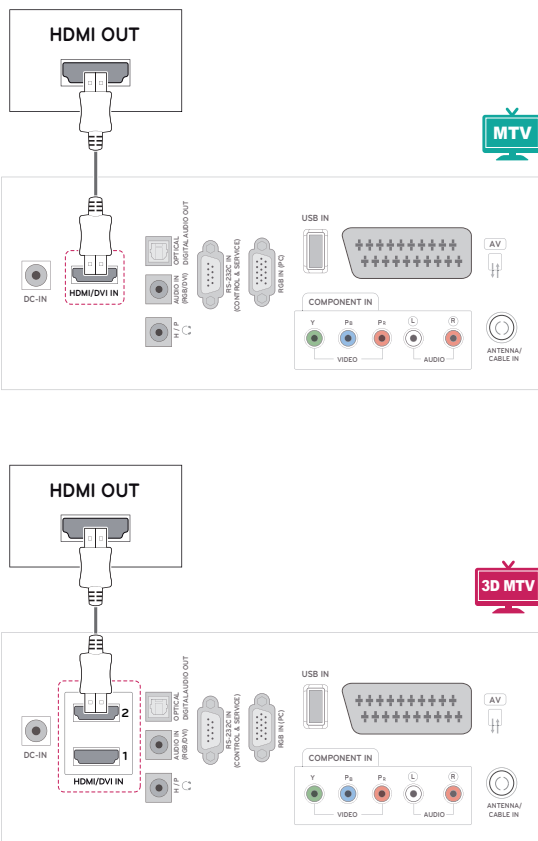 HDMI OUT
MTV
DC-IN
HDMI/DVI IN
OPTICAL
DIGITAL AUDIO OUT
AUDIO IN
(RGB/DVI)
H / P
RS-232C IN
(CONTROL & SERVICE)
RGB IN (PC)
USB IN
AV
COMPONENT IN
Y PB PR L R
VIDEO AUDIO
ANTENNA/
CABLE IN
HDMI OUT
3D MTV
DC-IN
2
1
HDMI/DVI IN
OPTICAL
DIGITAL AUDIO OUT
AUDIO IN
(RGB/DVI)
H / P
RS-232C IN
(CONTROL & SERVICE)
RGB IN (PC)
USB IN
AV
COMPONENT IN
Y PB PR L R
VIDEO AUDIO
ANTENNA/
CABLE IN